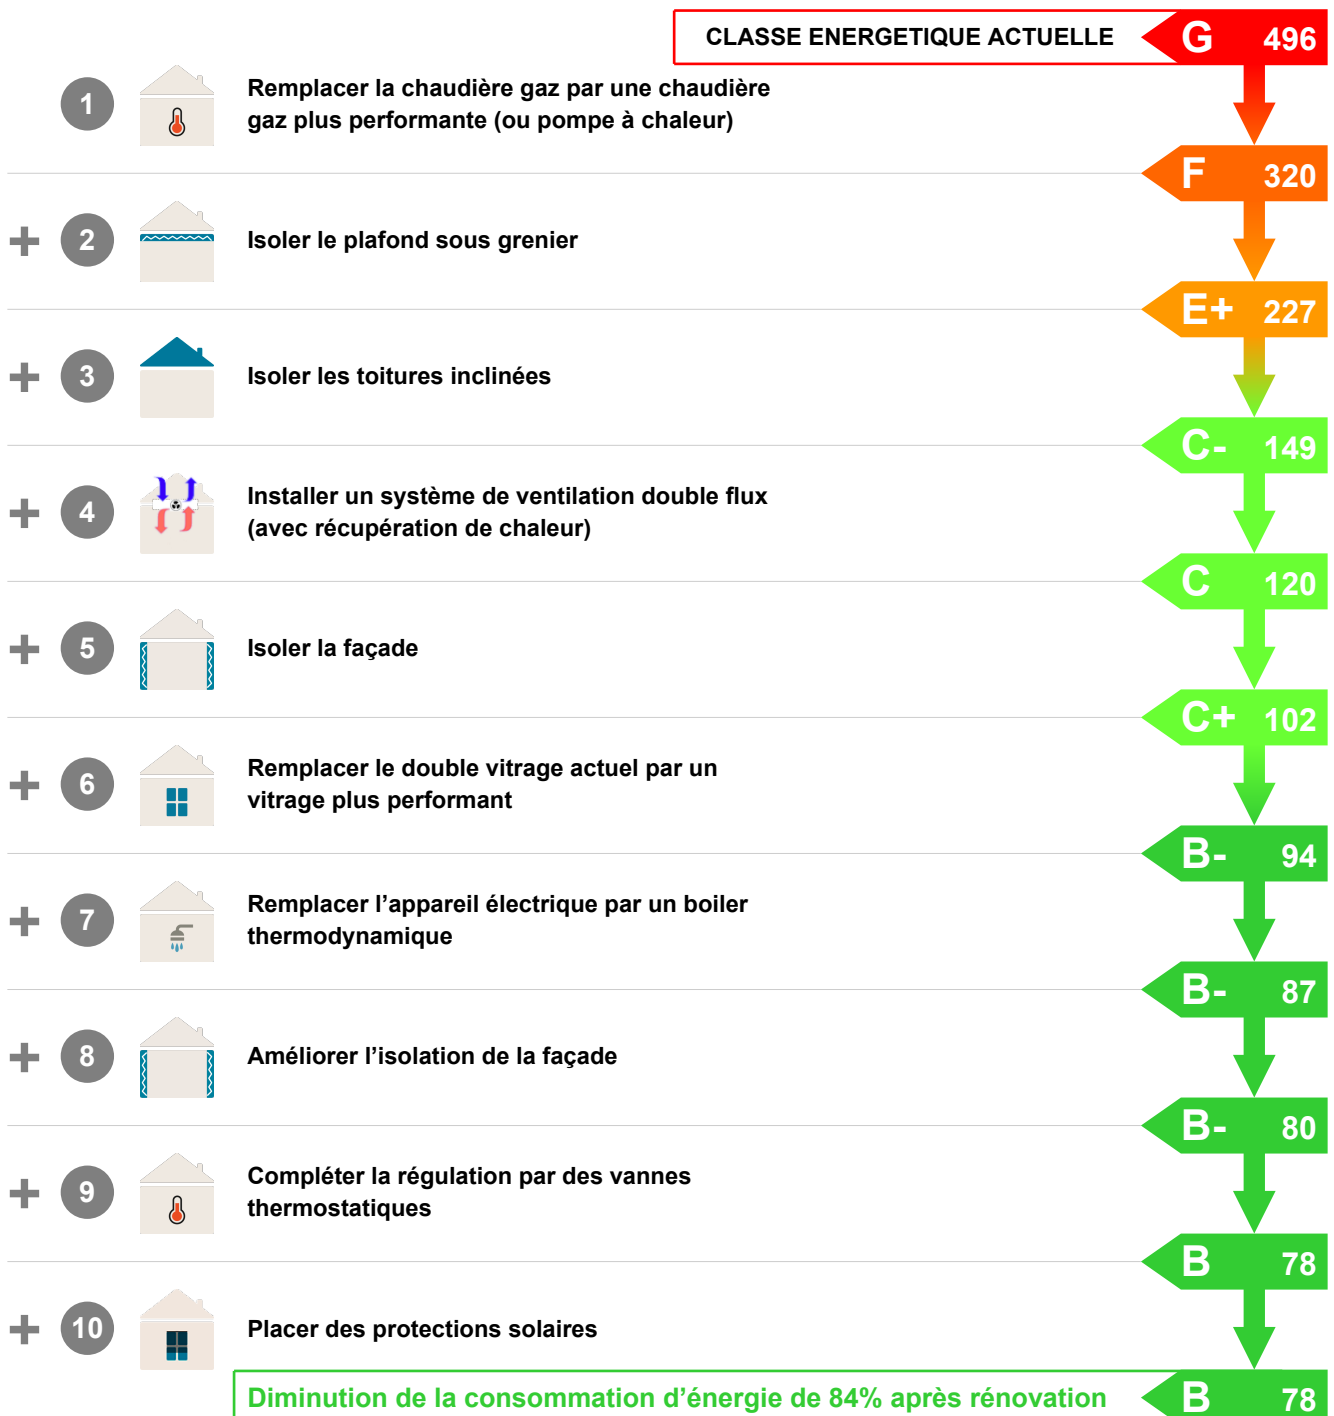 CLASSE ENERGETIQUE ACTUELLE G 496
1 Remplacer la chaudière gaz par une chaudière
gaz plus performante (ou pompe à chaleur)
F 320
+ 2 Isoler le plafond sous grenier
E+ 227
+ 3 Isoler les toitures inclinées
C- 149
+ 4 Installer un système de ventilation double flux
(avec récupération de chaleur)
C 120
+ 5 Isoler la façade
C+ 102
+ 6 Remplacer le double vitrage actuel par un
vitrage plus performant
B- 94
+ 7 Remplacer l’appareil électrique par un boiler
thermodynamique
B- 87
+ 8 Améliorer l’isolation de la façade
B- 80
+ 9 Compléter la régulation par des vannes
thermostatiques
B 78
+ 10 Placer des protections solaires
Diminution de la consommation d’énergie de 84% après rénovation B 78